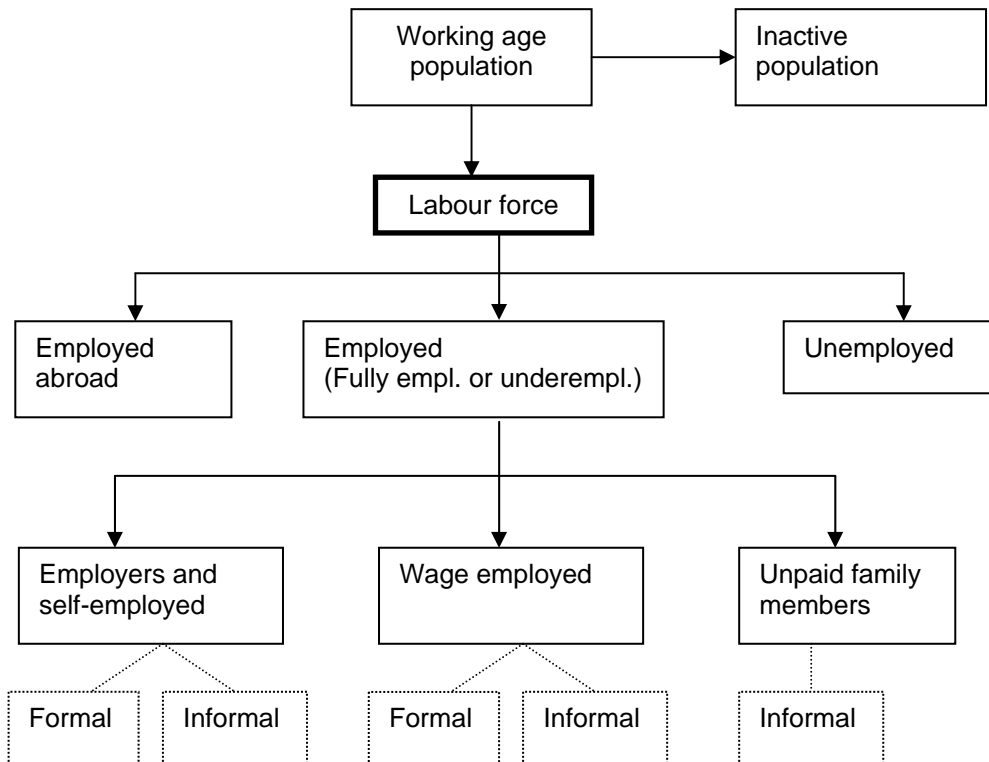 Working age
population
Inactive
population
Labour force
Employed
abroad
Employed
(Fully empl. or underempl.)
Unemployed
Employers and
self-employed
Wage employed
Unpaid family
members
Formal
Informal
Formal
Informal
Informal